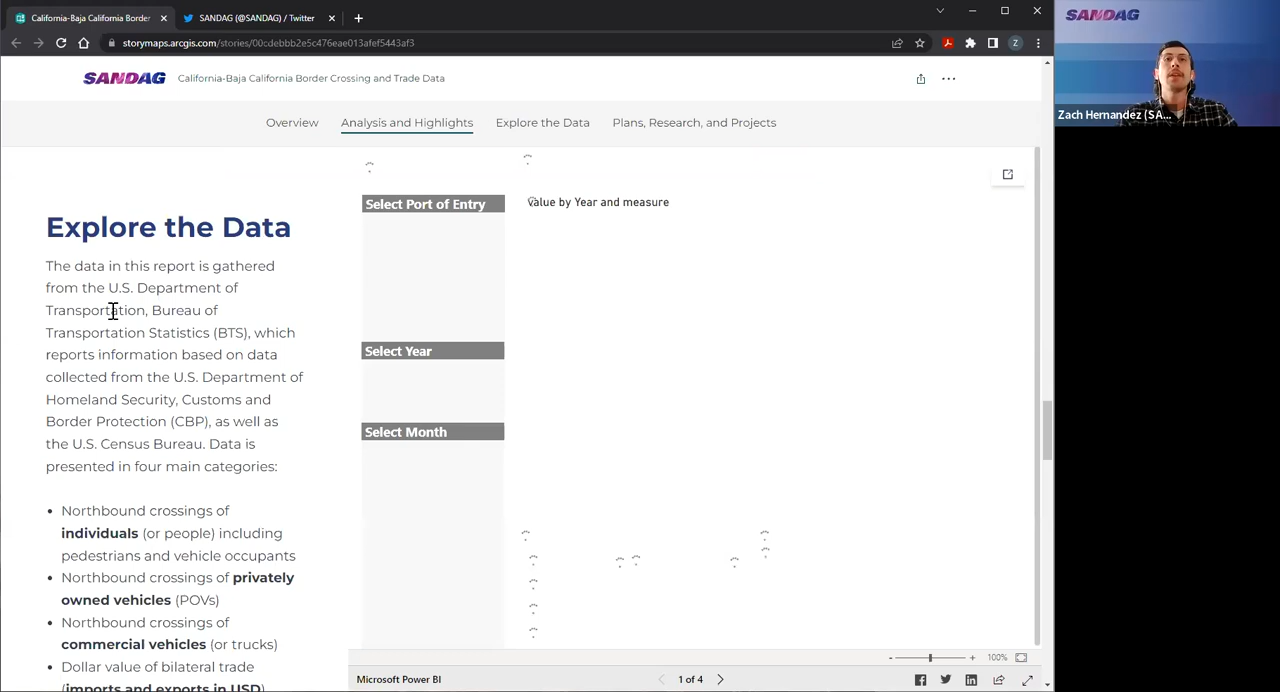 California-Baja California Border
SANDAG (@SANDAG) / Twitter
storymaps.arcgis.com/stories/00cdebbb2e5c476eae013afef5443af3
Z
SANDAG
California-Baja California Border Crossing and Trade Data
Overview
Analysis and Highlights
Explore the Data
Plans, Research, and Projects
Explore the Data
The data in this report is gathered
from the U.S. Department of
Transportation, Bureau of
Transportation Statistics (BTS), which
reports information based on data
collected from the U.S. Department of
Homeland Security, Customs and
Border Protection (CBP), as well as
the U.S. Census Bureau. Data is
presented in four main categories:
• Northbound crossings of
individuals (or people) including
pedestrians and vehicle occupants
• Northbound crossings of privately
owned vehicles (POVs)
• Northbound crossings of
commercial vehicles (or trucks)
• Dollar value of bilateral trade
(imports and exports in USD)
Select Port of Entry
Select Year
Select Month
Value by Year and measure
- + 100%
Microsoft Power BI
1 of 4
SANDAG
Zach Hernandez (SA...